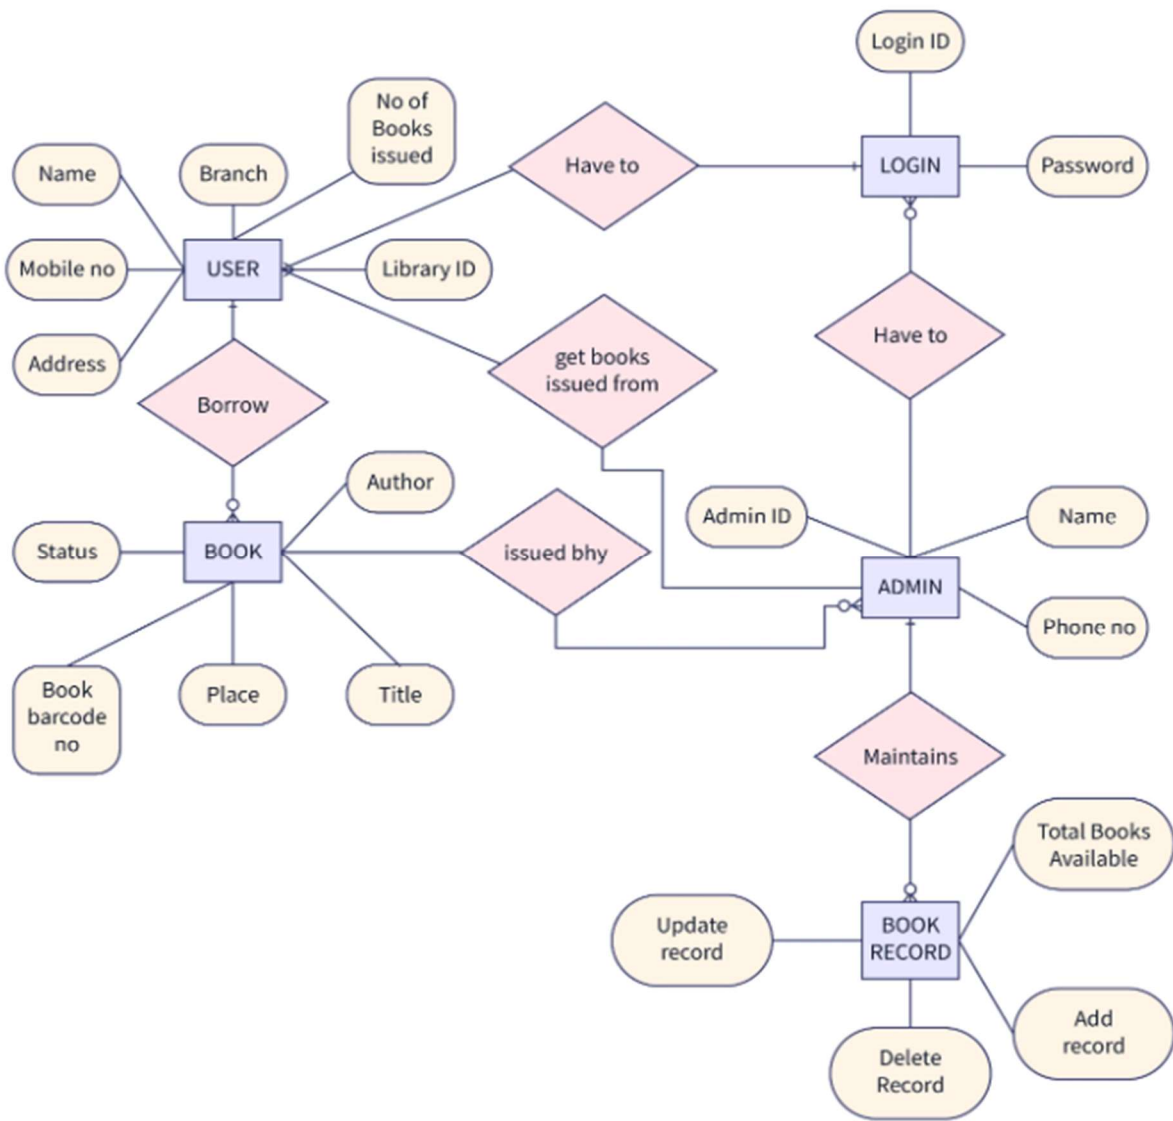 Login ID
No of
Books
issued
Name
Branch
Have to
LOGIN
Password
Mobile no
USER
Library ID
Address
get books
issued from
Have to
Borrow
Author
Admin ID
Name
Status
BOOK
issued bhy
ADMIN
Phone no
Book
barcode
no
Place
Title
Maintains
Total Books
Available
Update
record
BOOK
RECORD
Add
record
Delete
Record